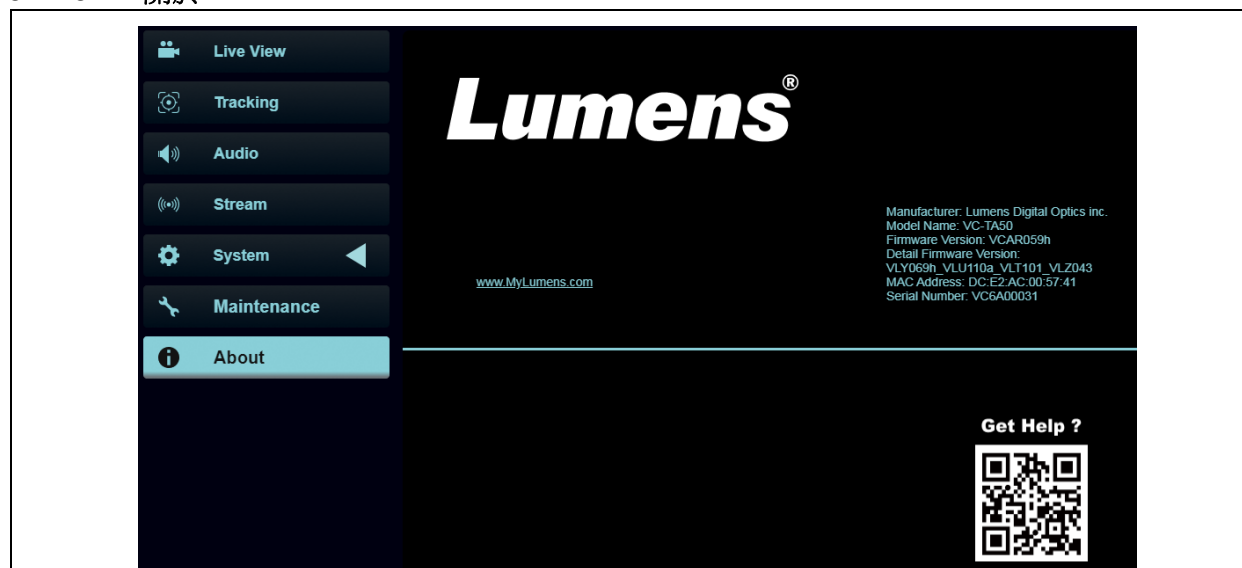 關於
Live View
Tracking
Audio
Stream
System
Maintenance
About
Lumens®
www.MyLumens.com
Manufacturer: Lumens Digital Optics inc.
Model Name: VC-TA50
Firmware Version: VCAR059h
Detail Firmware Version:
VLY069h_VLU110a_VLT101_VLZ043
MAC Address: DC:E2:AC:00:57:41
Serial Number: VC6A00031
Get Help ?